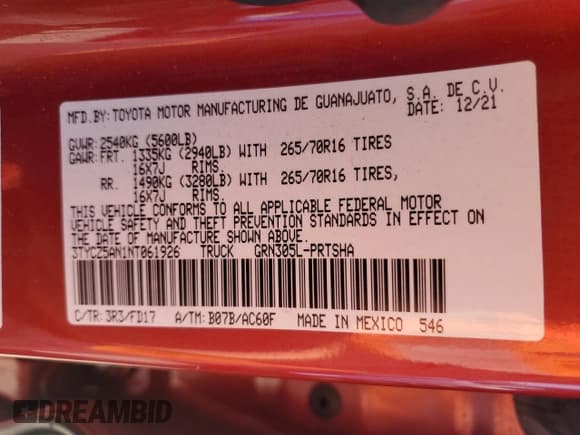 MFD.BY:TOYOTA MOTOR MANUFACTURING DE GUANAJUATO, S.A. DE C.V.
DATE: 12/21
GVWR:2540KG (5600LB)
GAWR:FRT. 1335KG (2940LB) WITH 265/70R16 TIRES
16X7J RIMS.
RR. 1490KG (3280LB) WITH 265/70R16 TIRES,
16X7J RIMS.
THIS VEHICLE CONFORMS TO ALL APPLICABLE FEDERAL MOTOR
VEHICLE SAFETY AND THEFT PREVENTION STANDARDS IN EFFECT ON
THE DATE OF MANUFACTURE SHOWN ABOVE.
3TYCZ5AN1NT061926 TRUCK GRN305L-PRTSHA
C/TR: 3R3/FD17 A/TM: B07B/AC60F MADE IN MEXICO 546
DREAMBID